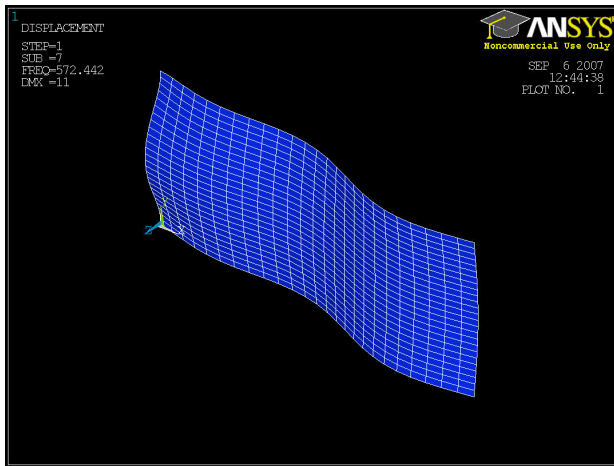 1
DISPLACEMENT
STEP=1
SUB =7
FREQ=572.442
DMX =11
ANSYS
Noncommercial Use Only
SEP  6 2007
12:44:38
PLOT NO.   1
Y
Z
X